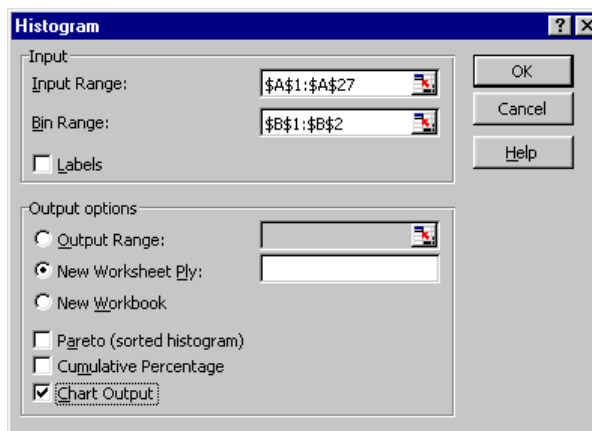 Histogram
Input
Input Range:
$A$1:$A$27
Bin Range:
$B$1:$B$2
Labels
OK
Cancel
Help
Output options
Output Range:
New Worksheet Ply:
New Workbook
Pareto (sorted histogram)
Cumulative Percentage
Chart Output